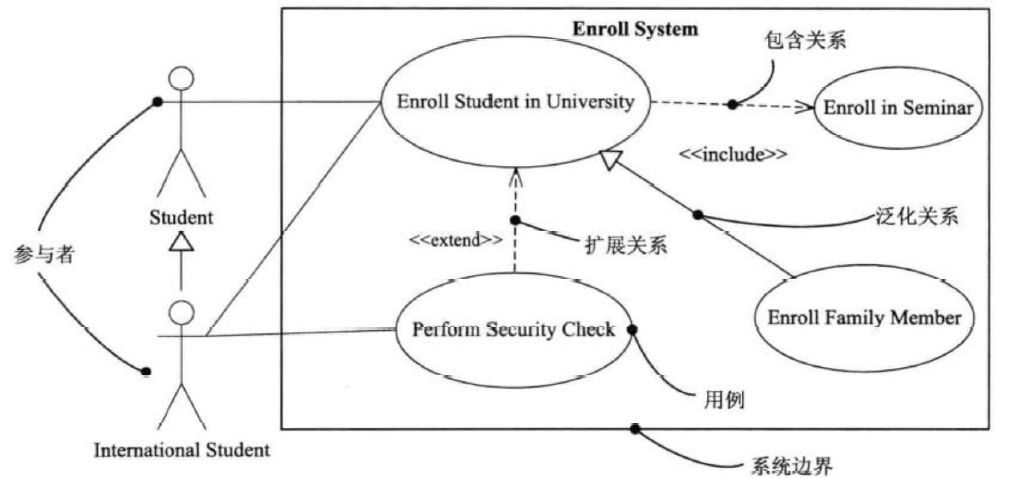 Enroll System
包含关系
Enroll Student in University
Enroll in Seminar
<<include>>
Student
参与者
<<extend>>
扩展关系
泛化关系
Perform Security Check
Enroll Family Member
用例
International Student
系统边界